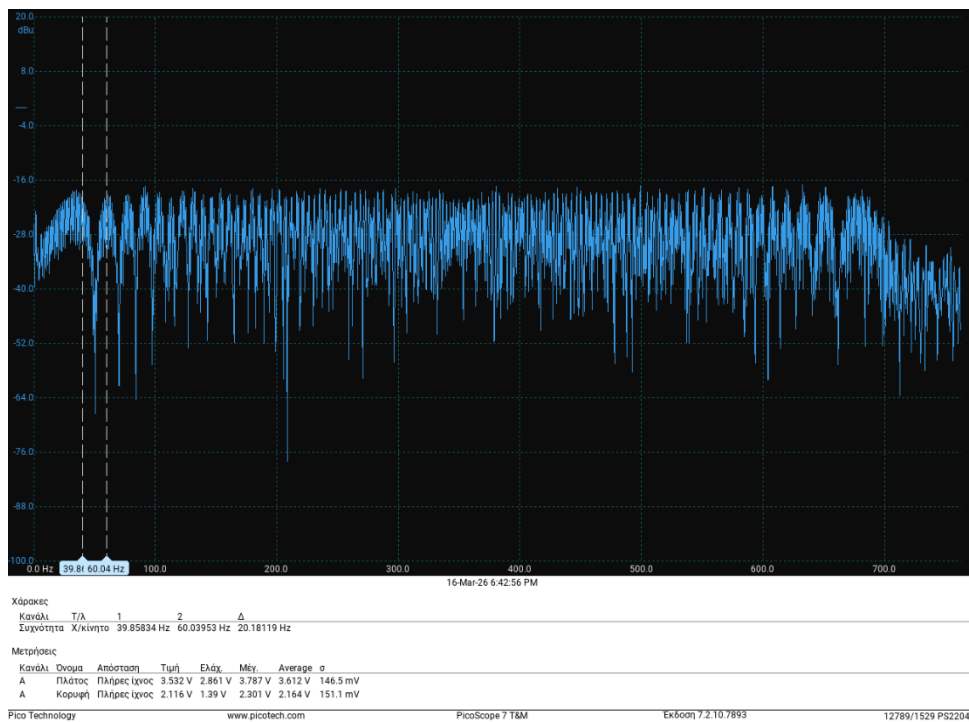 20.0
dBu
8.0
-4.0
-16.0
-28.0
-40.0
-52.0
-64.0
-76.0
-88.0
-100.0
0.0 Hz 39.8 60.04 Hz 100.0 200.0 300.0 400.0 500.0 600.0 700.0
16-Mar-26 6:42:56 PM
Χάρακες
Κανάλι Τ/Λ 1 2 Δ
Συχνότητα Χ/κίνητο 39.85834 Hz 60.03953 Hz 20.18119 Hz
Μετρήσεις
Κανάλι Όνομα Απόσταση Τιμή Ελάχ. Μέγ. Average σ
A Πλάτος Πλήρες ίχνος 3.532 V 2.861 V 3.787 V 3.612 V 146.5 mV
A Κορυφή Πλήρες ίχνος 2.116 V 1.39 V 2.301 V 2.164 V 151.1 mV
Pico Technology www.picotech.com PicoScope 7 T&M Έκδοση 7.2.10.7893 12789/1529 PS2204